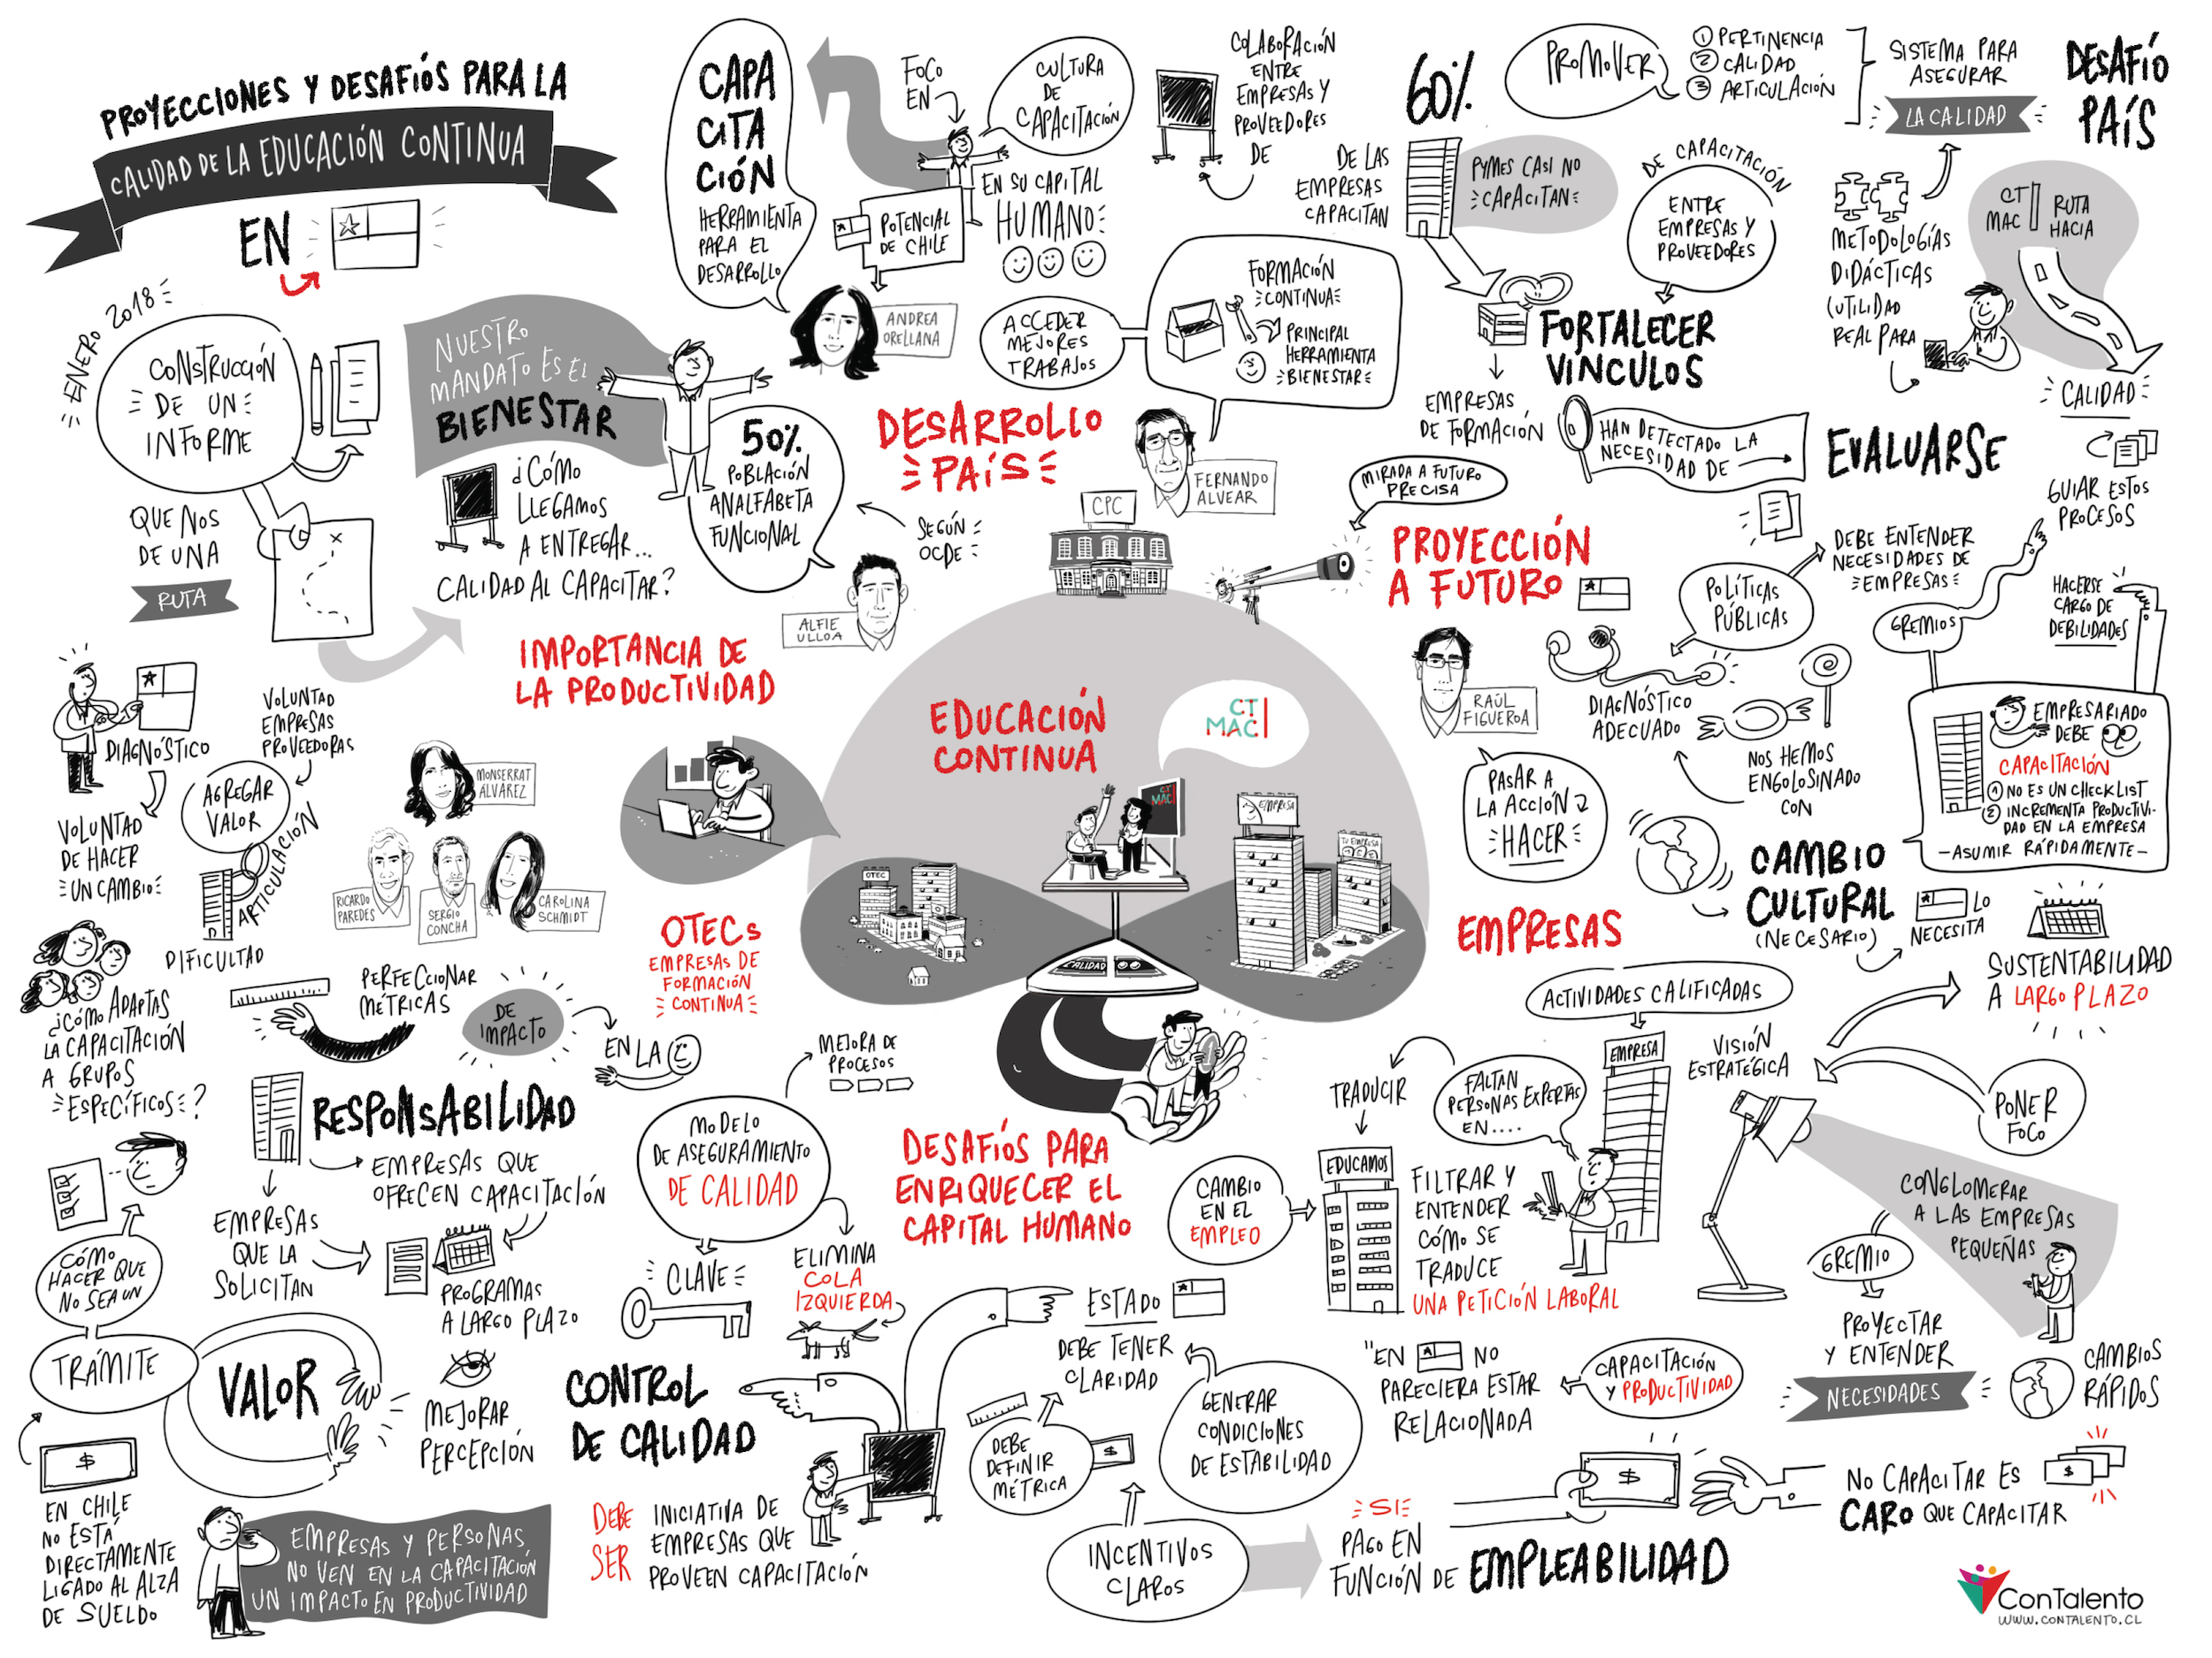 PROYECCIONES Y DESAFÍOS PARA LA
CALIDAD DE LA EDUCACIÓN CONTINUA
EN
ENERO 2018
CONSTRUCCIÓN
DE UN
INFORME
QUE NOS
DE UNA
RUTA
NUESTRO
MANDATO ES EL
BIENESTAR
¿CÓMO
LLEGAMOS
A ENTREGAR...
CALIDAD AL CAPACITAR?
50%
POBLACIÓN
ANALFABETA
FUNCIONAL
SEGÚN
OCDE
ALFIE
ULLOA
IMPORTANCIA DE
LA PRODUCTIVIDAD
CAPA
CITA
CIÓN
HERRAMIENTA
PARA EL
DESARROLLO
FOCO
EN
CULTURA
DE
CAPACITACIÓN
EN SU CAPITAL
HUMANO
POTENCIAL
DE CHILE
ANDREA
ORELLANA
ACCEDER
MEJORES
TRABAJOS
FORMACIÓN
CONTINUA
PRINCIPAL
HERRAMIENTA
BIENESTAR
DESARROLLO
PAÍS
FERNANDO
ALVEAR
CPC
COLABORACIÓN
ENTRE
EMPRESAS Y
PROVEEDORES
DE
60%
DE LAS
EMPRESAS
CAPACITAN
PYMES CASI NO
CAPACITAN
PROMOVER
1 PERTINENCIA
2 CALIDAD
3 ARTICULACIÓN
SISTEMA PARA
ASEGURAR
LA CALIDAD
DESAFÍO
PAÍS
DE CAPACITACIÓN
ENTRE
EMPRESAS Y
PROVEEDORES
FORTALECER
VÍNCULOS
EMPRESAS
DE FORMACIÓN
METODOLOGÍAS
DIDÁCTICAS
(UTILIDAD
REAL PARA
CT
MAC
RUTA
HACIA
CALIDAD
HAN DETECTADO LA
NECESIDAD DE
EVALUARSE
GUIAR ESTOS
PROCESOS
MIRADA A FUTURO
PRECISA
PROYECCIÓN
A FUTURO
POLÍTICAS
PÚBLICAS
DEBE ENTENDER
NECESIDADES DE
EMPRESAS
GREMIOS
HACERSE
CARGO DE
DEBILIDADES
RAÚL
FIGUEROA
DIAGNÓSTICO
ADECUADO
NOS HEMOS
ENGOLOSINADO
CON
PASAR A
LA ACCIÓN
HACER
EMPRESARIADO
DEBE
CAPACITACIÓN
1 NO ES UN CHECKLIST
2 INCREMENTA PRODUCTIVI-
DAD EN LA EMPRESA
- ASUMIR RÁPIDAMENTE -
CAMBIO
CULTURAL
(NECESARIO)
LO
NECESITA
SUSTENTABILIDAD
A LARGO PLAZO
EDUCACIÓN
CONTINUA
CT
MAC
CT
MAC
EMPRESA
TU EMPRESA
OTEC
CALIDAD
EMPRESAS
OTECs
EMPRESAS DE
FORMACIÓN
CONTINUA
DIAGNÓSTICO
VOLUNTAD
EMPRESAS
PROVEEDORAS
AGREGAR
VALOR
VOLUNTAD
DE HACER
UN CAMBIO
ARTICULACIÓN
DIFICULTAD
MONSERRAT
ALVAREZ
RICARDO
PAREDES
SERGIO
CONCHA
CAROLINA
SCHMIDT
¿CÓMO ADAPTAS
LA CAPACITACIÓN
A GRUPOS
ESPECÍFICOS?
PERFECCIONAR
MÉTRICAS
DE
IMPACTO
EN LA
RESPONSABILIDAD
EMPRESAS QUE
OFRECEN CAPACITACIÓN
EMPRESAS
QUE LA
SOLICITAN
PROGRAMAS
A LARGO PLAZO
CÓMO
HACER QUE
NO SEA UN
TRÁMITE
VALOR
MEJORAR
PERCEPCIÓN
$
EN CHILE
NO ESTÁ
DIRECTAMENTE
LIGADO AL ALZA
DE SUELDO
EMPRESAS Y PERSONAS
NO VEN EN LA CAPACITACIÓN
UN IMPACTO EN PRODUCTIVIDAD
MEJORA DE
PROCESOS
MODELO
DE ASEGURAMIENTO
DE CALIDAD
CLAVE
ELIMINA
COLA
IZQUIERDA
DESAFÍOS PARA
ENRIQUECER EL
CAPITAL HUMANO
CONTROL
DE CALIDAD
DEBE
SER
INICIATIVA DE
EMPRESAS QUE
PROVEEN CAPACITACIÓN
ESTADO
DEBE TENER
CLARIDAD
DEBE
DEFINIR
MÉTRICA
$
GENERAR
CONDICIONES
DE ESTABILIDAD
INCENTIVOS
CLAROS
SI
PAGO EN
FUNCIÓN DE EMPLEABILIDAD
ACTIVIDADES CALIFICADAS
EMPRESA
TRADUCIR
FALTAN
PERSONAS EXPERTAS
EN....
EDUCAMOS
CAMBIO
EN EL
EMPLEO
FILTRAR Y
ENTENDER
CÓMO SE
TRADUCE
UNA PETICIÓN LABORAL
VISIÓN
ESTRATÉGICA
PONER
FOCO
CONGLOMERAR
A LAS EMPRESAS
PEQUEÑAS
GREMIO
PROYECTAR
Y ENTENDER
NECESIDADES
CAMBIOS
RÁPIDOS
"EN
NO
PARECIERA ESTAR
RELACIONADA
CAPACITACIÓN
Y PRODUCTIVIDAD
$
NO CAPACITAR ES
CARO QUE CAPACITAR
$
ConTalento
WWW.CONTALENTO.CL